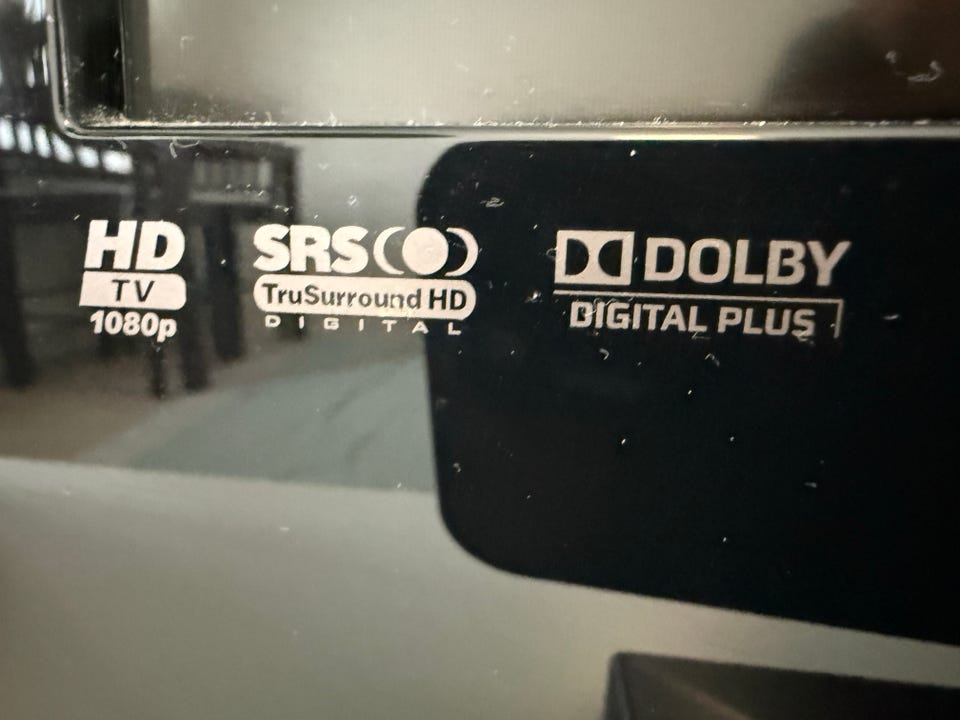 HD
TV
1080p
SRS
TruSurround HD
DIGITAL
DOLBY
DIGITAL PLUS